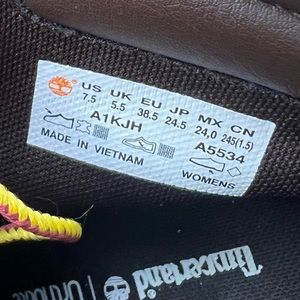 US UK EU JP MX CN
7.5 5.5 38.5 24.5 24,0 245(1.5)
A1KJH A5534
MADE IN VIETNAM WOMENS
Timberland